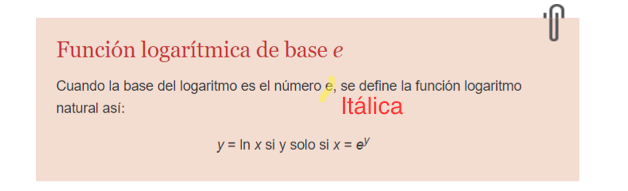 Función logarítmica de base e
Cuando la base del logaritmo es el número e, se define la función logaritmo
natural así:
Itálica
y = ln x si y solo si x = eʸ